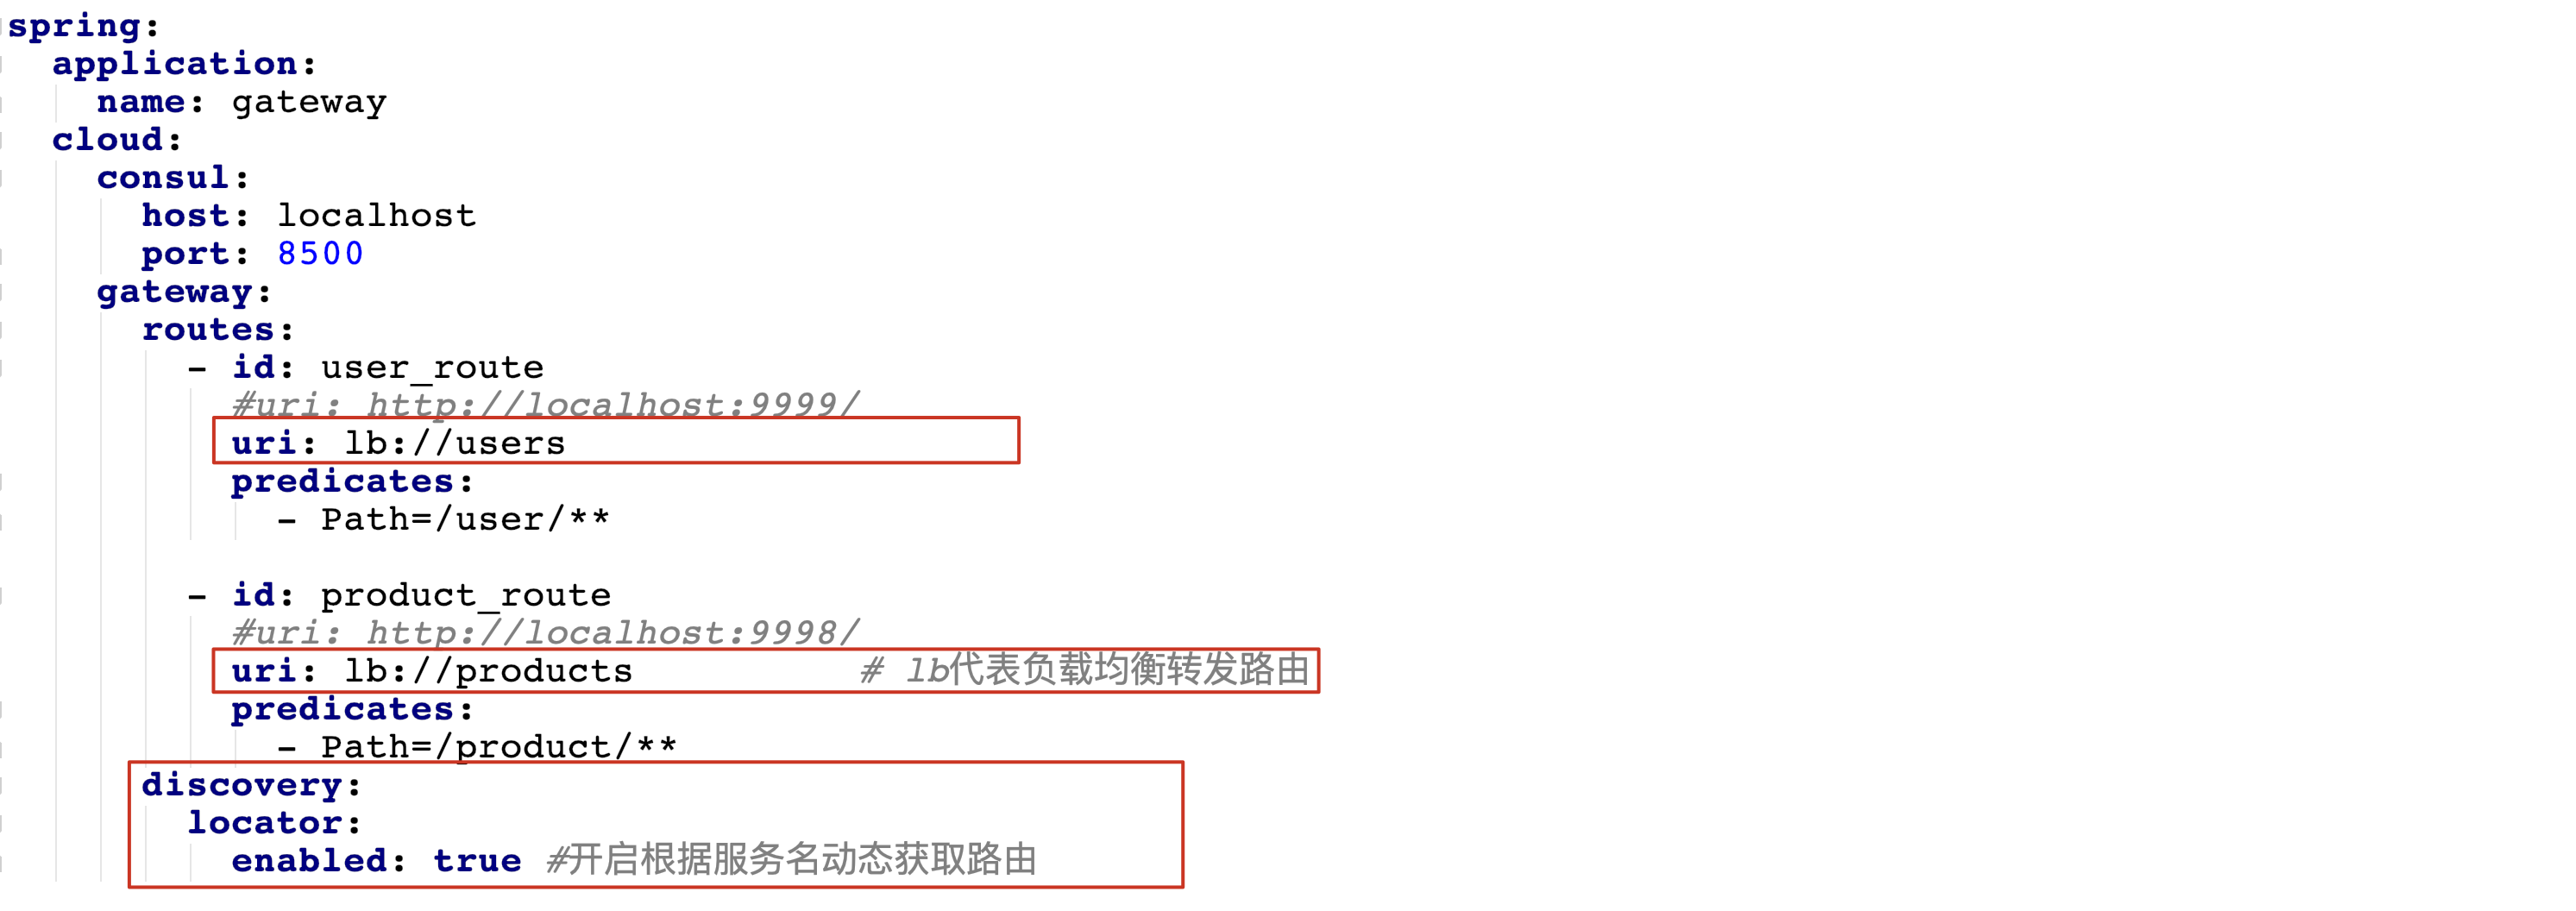 spring:
  application:
    name: gateway
  cloud:
    consul:
      host: localhost
      port: 8500
    gateway:
      routes:
        - id: user_route
          #uri: http://localhost:9999/
          uri: lb://users
          predicates:
            - Path=/user/**

        - id: product_route
          #uri: http://localhost:9998/
          uri: lb://products          # lb代表负载均衡转发路由
          predicates:
            - Path=/product/**
      discovery:
        locator:
          enabled: true #开启根据服务名动态获取路由